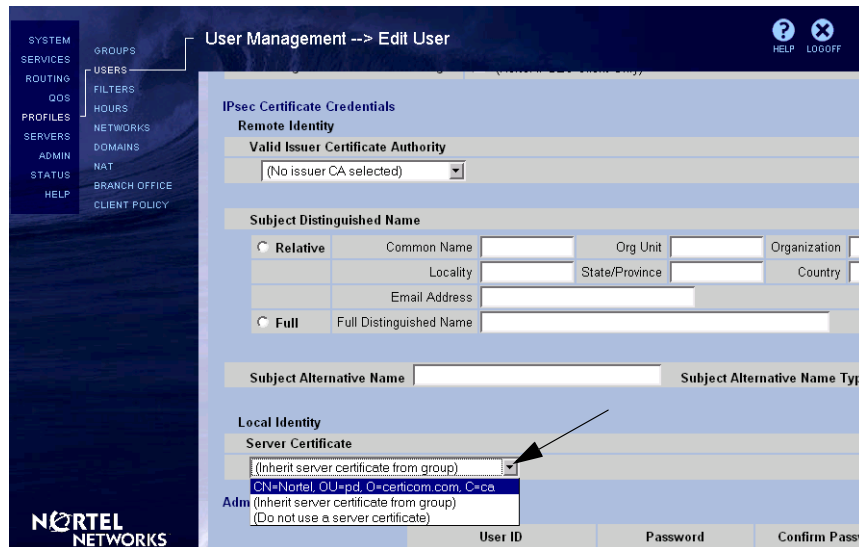 SYSTEM
SERVICES
ROUTING
QOS
PROFILES
SERVERS
ADMIN
STATUS
HELP
GROUPS
USERS
FILTERS
HOURS
NETWORKS
DOMAINS
NAT
BRANCH OFFICE
CLIENT POLICY
User Management --> Edit User
HELP LOGOFF
IPsec Certificate Credentials
Remote Identity
Valid Issuer Certificate Authority
(No issuer CA selected)
Subject Distinguished Name
Relative Common Name Org Unit Organization
Locality State/Province Country
Email Address
Full Full Distinguished Name
Subject Alternative Name Subject Alternative Name Typ
Local Identity
Server Certificate
(Inherit server certificate from group)
CN=Nortel, OU=pd, O=certicom.com, C=ca
Adm (Inherit server certificate from group)
(Do not use a server certificate)
User ID Password Confirm Pass
NORTEL
NETWORKS